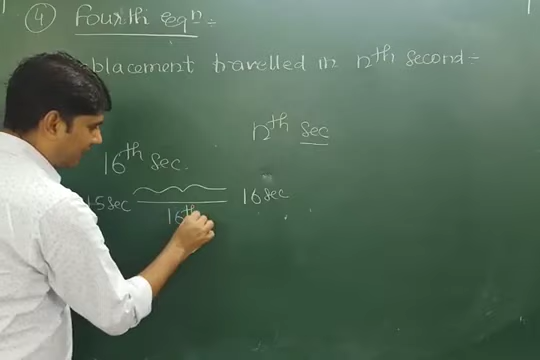 ④ Fourth eqⁿ :-
placement travelled in nᵗʰ second -
nᵗʰ sec
16ᵗʰ sec.
15 sec 16 sec
16ᵗʰ